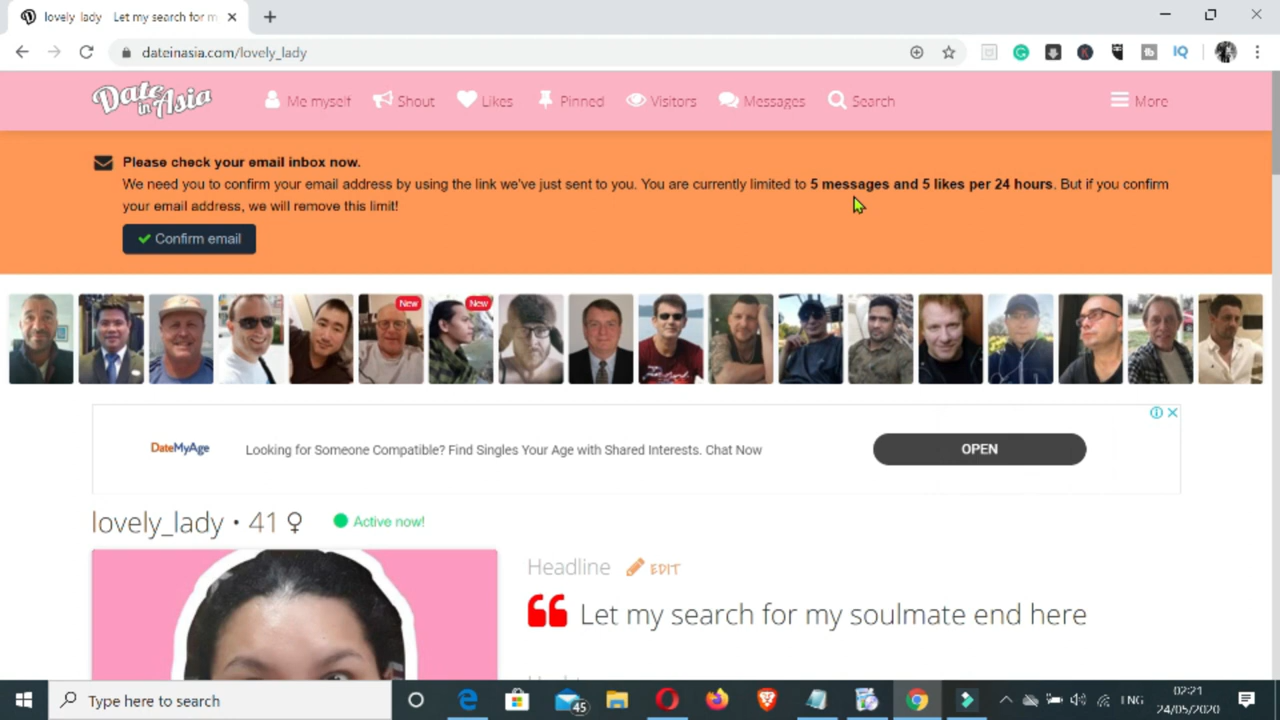 lovely_lady Let my search for m
dateinasia.com/lovely_lady
Date in Asia
Me myself Shout Likes Pinned Visitors Messages Search More
Please check your email inbox now.
We need you to confirm your email address by using the link we've just sent to you. You are currently limited to 5 messages and 5 likes per 24 hours. But if you confirm
your email address, we will remove this limit!
Confirm email
New New
DateMyAge Looking for Someone Compatible? Find Singles Your Age with Shared Interests. Chat Now OPEN
lovely_lady • 41 ♀ Active now!
Headline EDIT
Let my search for my soulmate end here
Type here to search
45
ENG
02:21
24/05/2020